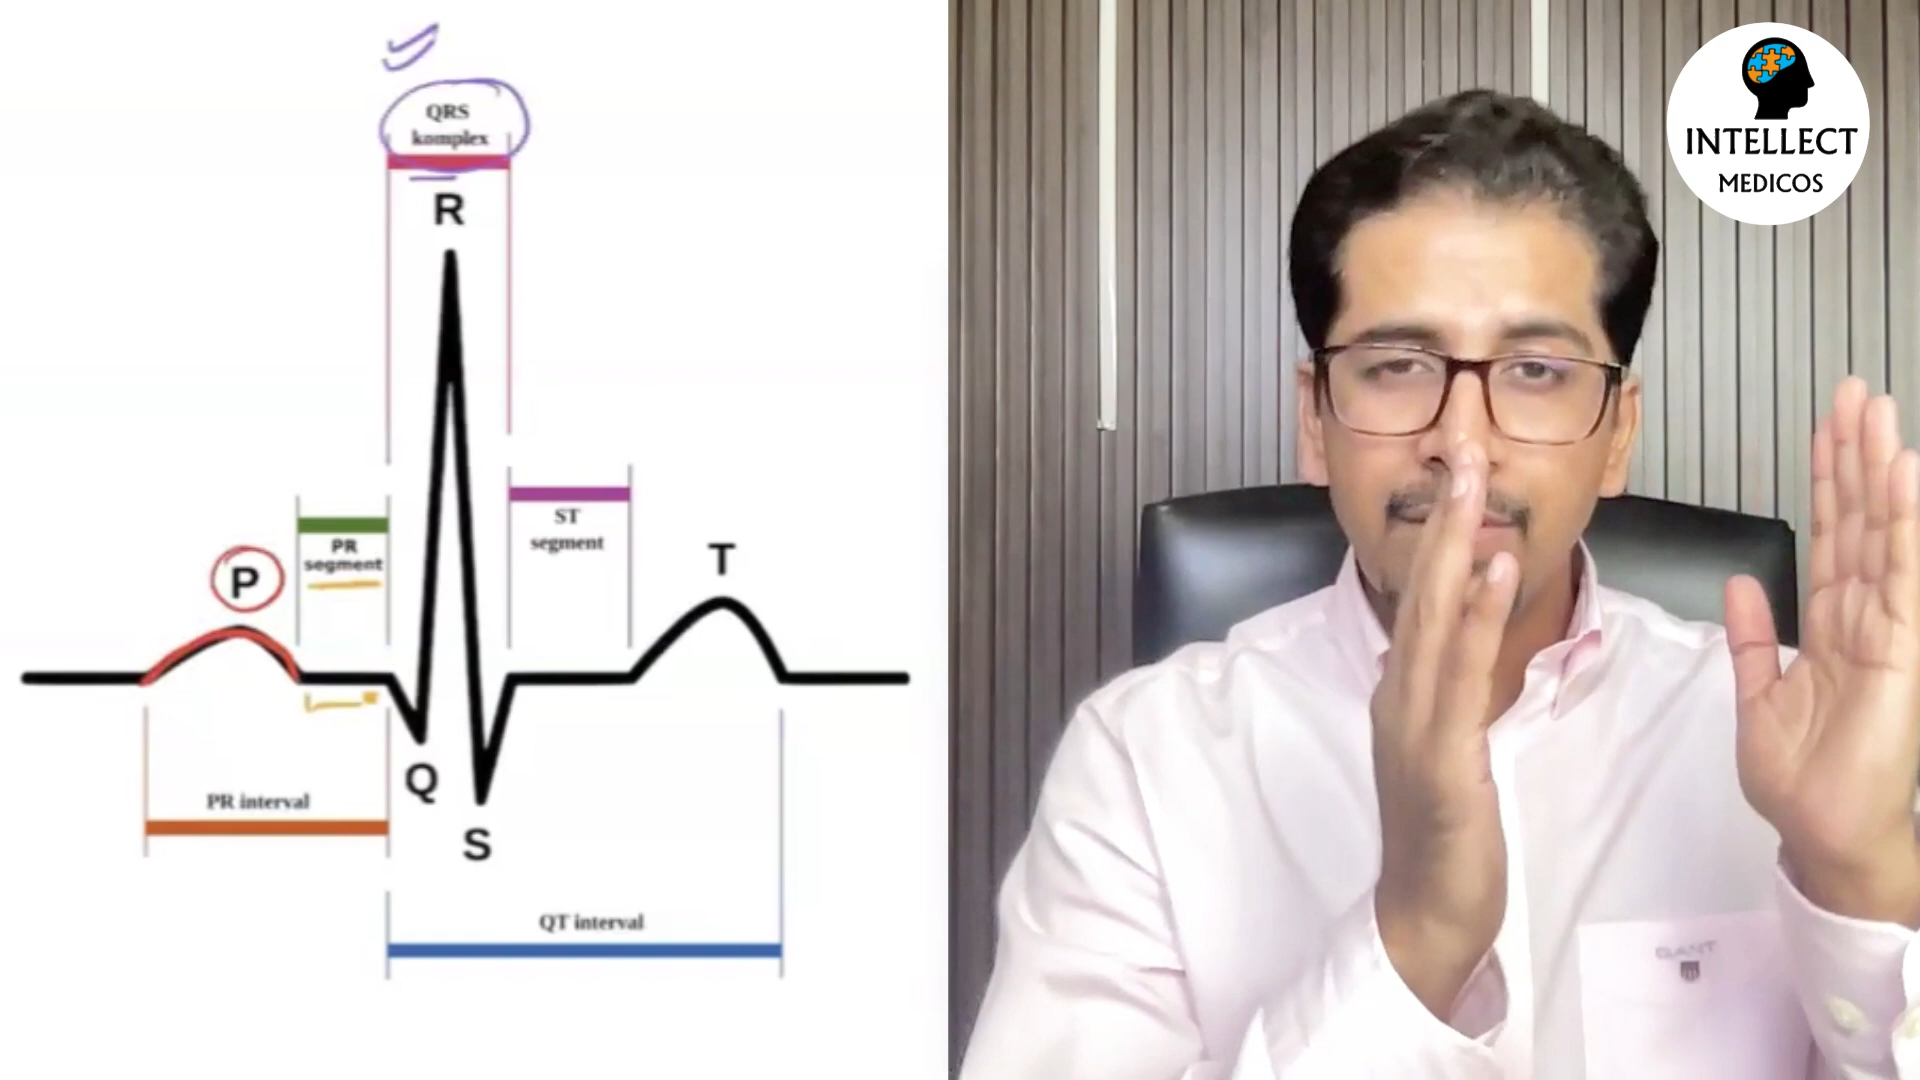 QRS
komplex
R
PR
segment
ST
segment
P
T
Q
S
PR interval
QT interval
INTELLECT
MEDICOS
GANT